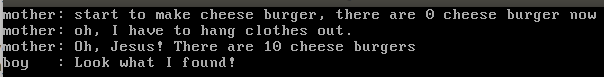 mother: start to make cheese burger, there are 0 cheese burger now
mother: oh, I have to hang clothes out.
mother: Oh, Jesus! There are 10 cheese burgers
boy   : Look what I found!